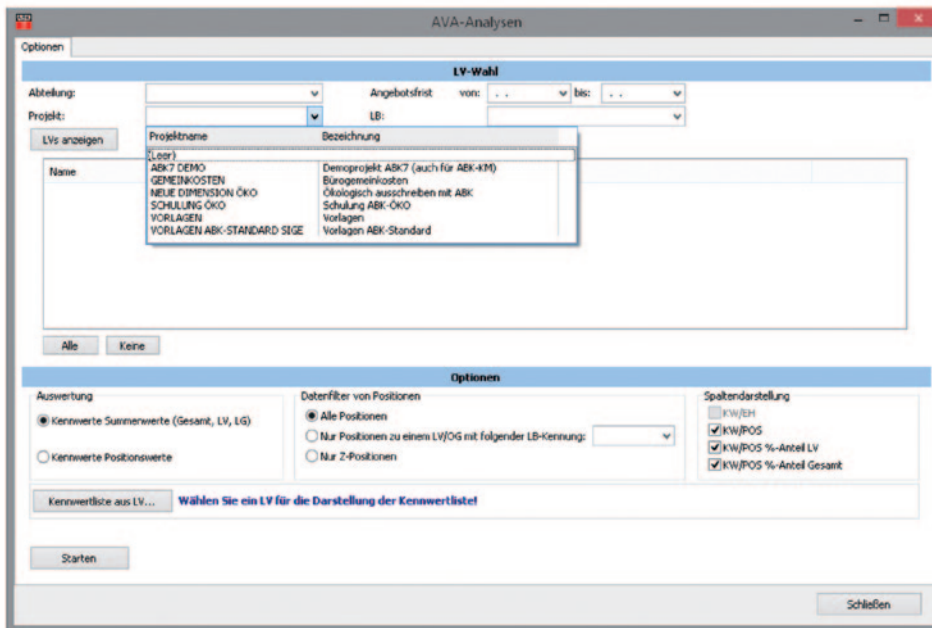 AVA-Analysen
Optionen
LV-Wahl
Abteilung:
Angebotsfrist von: . . bis: . .
Projekt:
LB:
LVs anzeigen
Projektname Bezeichnung
Name
(Leer)
ABK7 DEMO Demoprojekt ABK7 (auch für ABK-KM)
GEMEINKOSTEN Bürogemeinkosten
NEUE DIMENSION ÖKO Ökologisch ausschreiben mit ABK
SCHULUNG ÖKO Schulung ABK-ÖKO
VORLAGEN Vorlagen
VORLAGEN ABK-STANDARD SIGE Vorlagen ABK-Standard
Alle Keine
Optionen
Auswertung
Kennwerte Summenwerte (Gesamt, LV, LG)
Kennwerte Positionswerte
Datenfilter von Positionen
Alle Positionen
Nur Positionen zu einem LV/OG mit folgender LB-Kennung:
Nur Z-Positionen
Spaltendarstellung
KW/EH
KW/POS
KW/POS %-Anteil LV
KW/POS %-Anteil Gesamt
Kennwertliste aus LV... Wählen Sie ein LV für die Darstellung der Kennwertliste!
Starten
Schließen